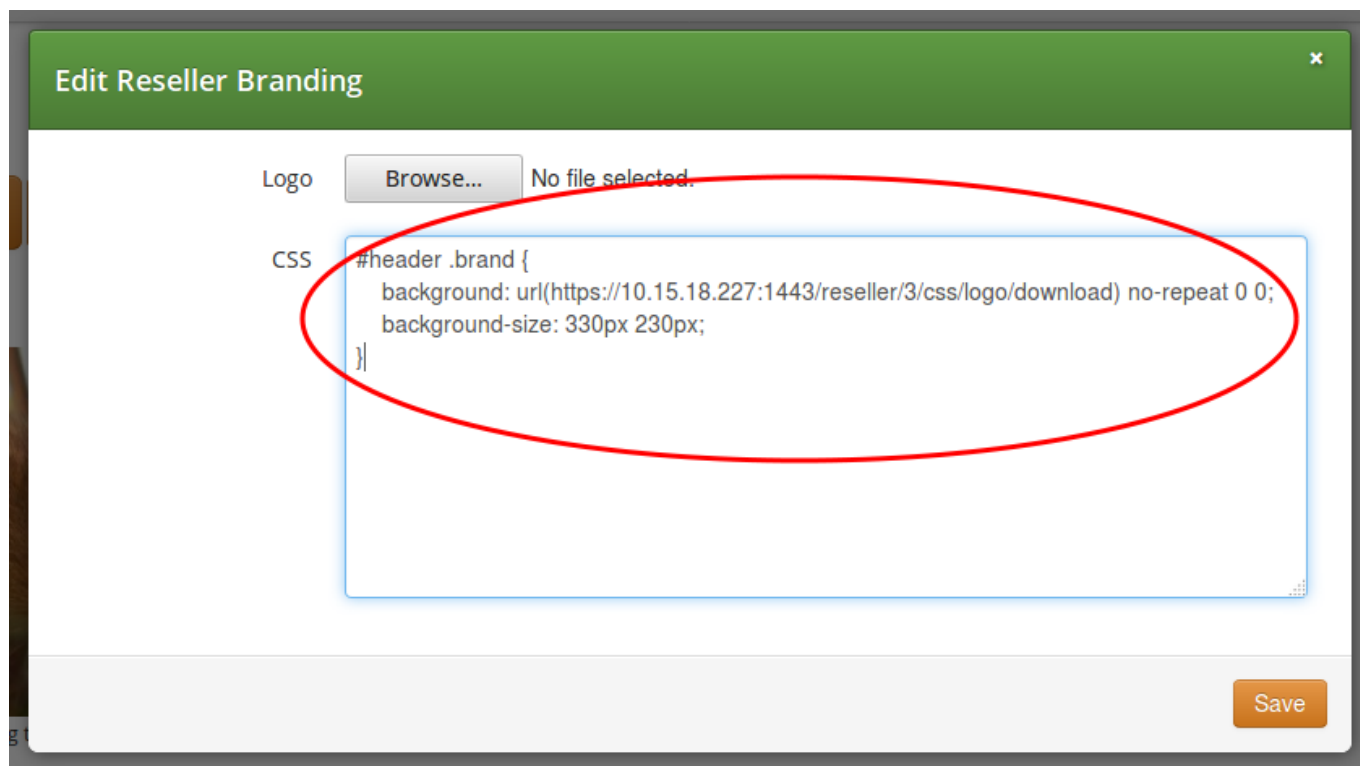 Edit Reseller Branding
×
Logo Browse... No file selected.
CSS
#header .brand {
background: url(https://10.15.18.227:1443/reseller/3/css/logo/download) no-repeat 0 0;
background-size: 330px 230px;
}
Save
g t